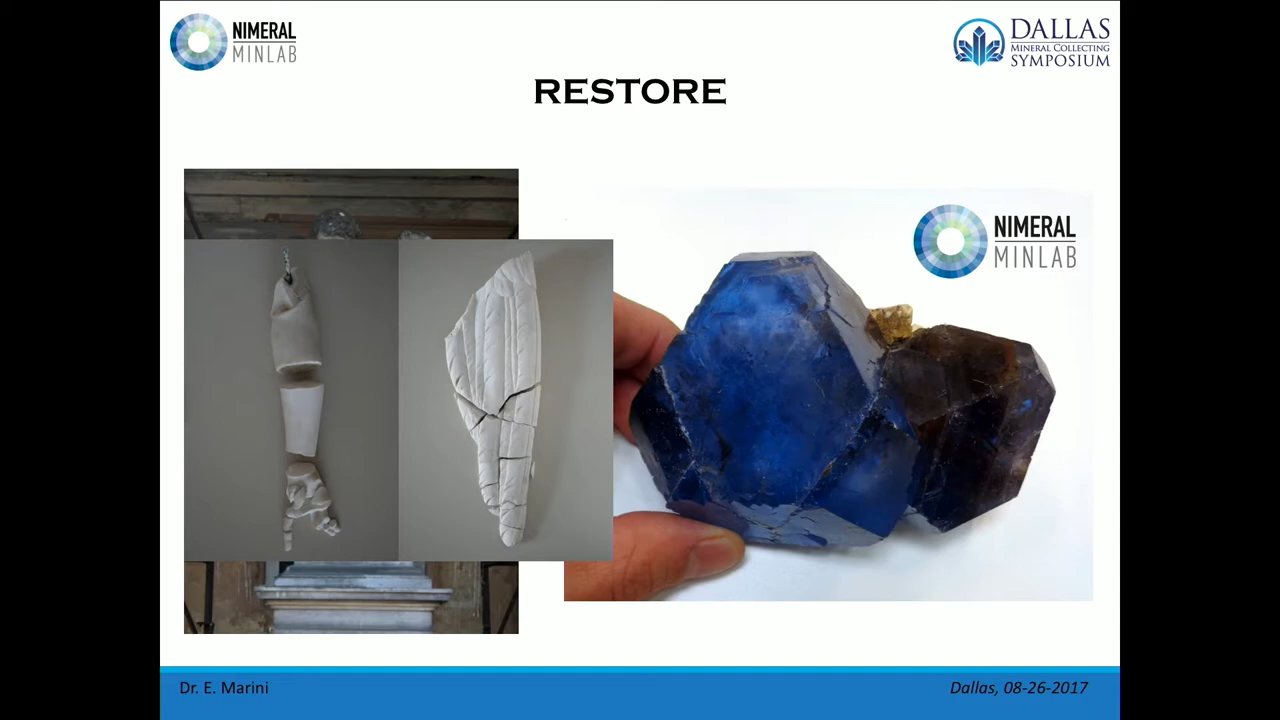 NIMERAL
MINLAB
DALLAS
MINERAL COLLECTING
SYMPOSIUM
RESTORE
NIMERAL
MINLAB
Dr. E. Marini
Dallas, 08-26-2017